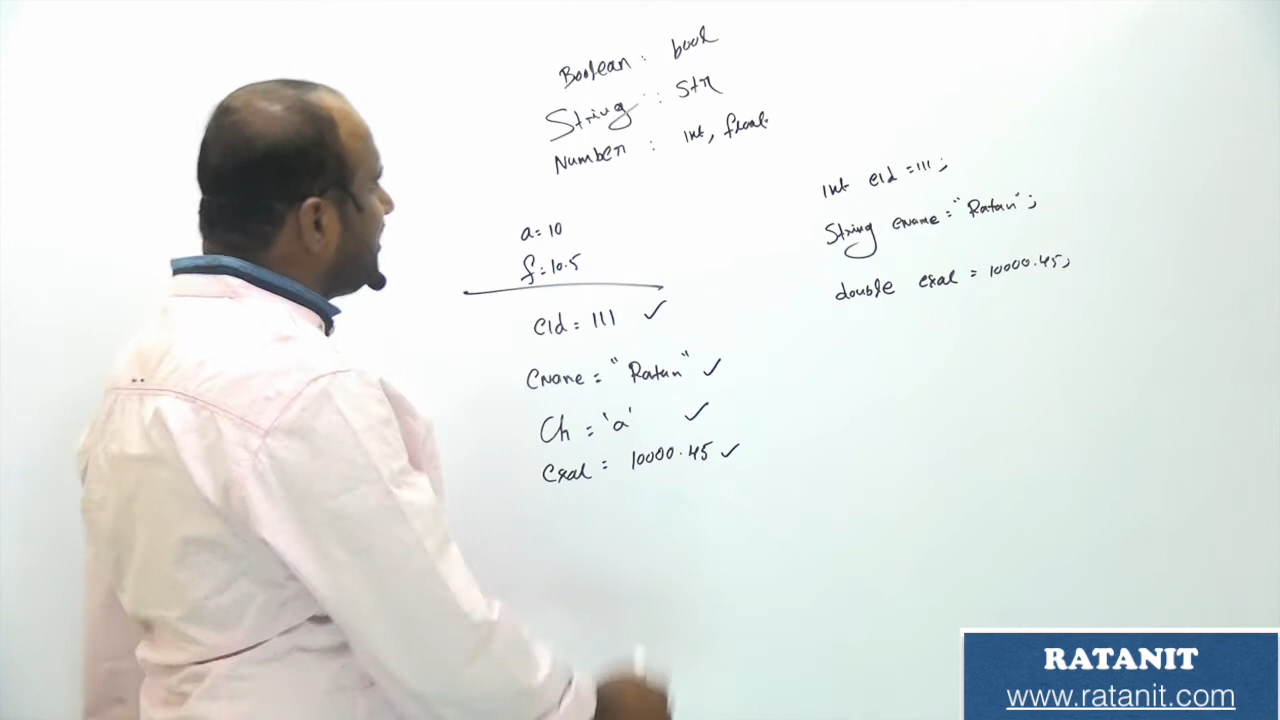 Boolean : bool
String : str
Number : int, float
a = 10
f = 10.5
eid = 111 ✓
ename = "Ratan" ✓
Ch = 'a' ✓
esal = 10000.45 ✓
int eid = 111;
String ename = "Ratan";
double esal = 10000.45;
RATANIT
www.ratanit.com